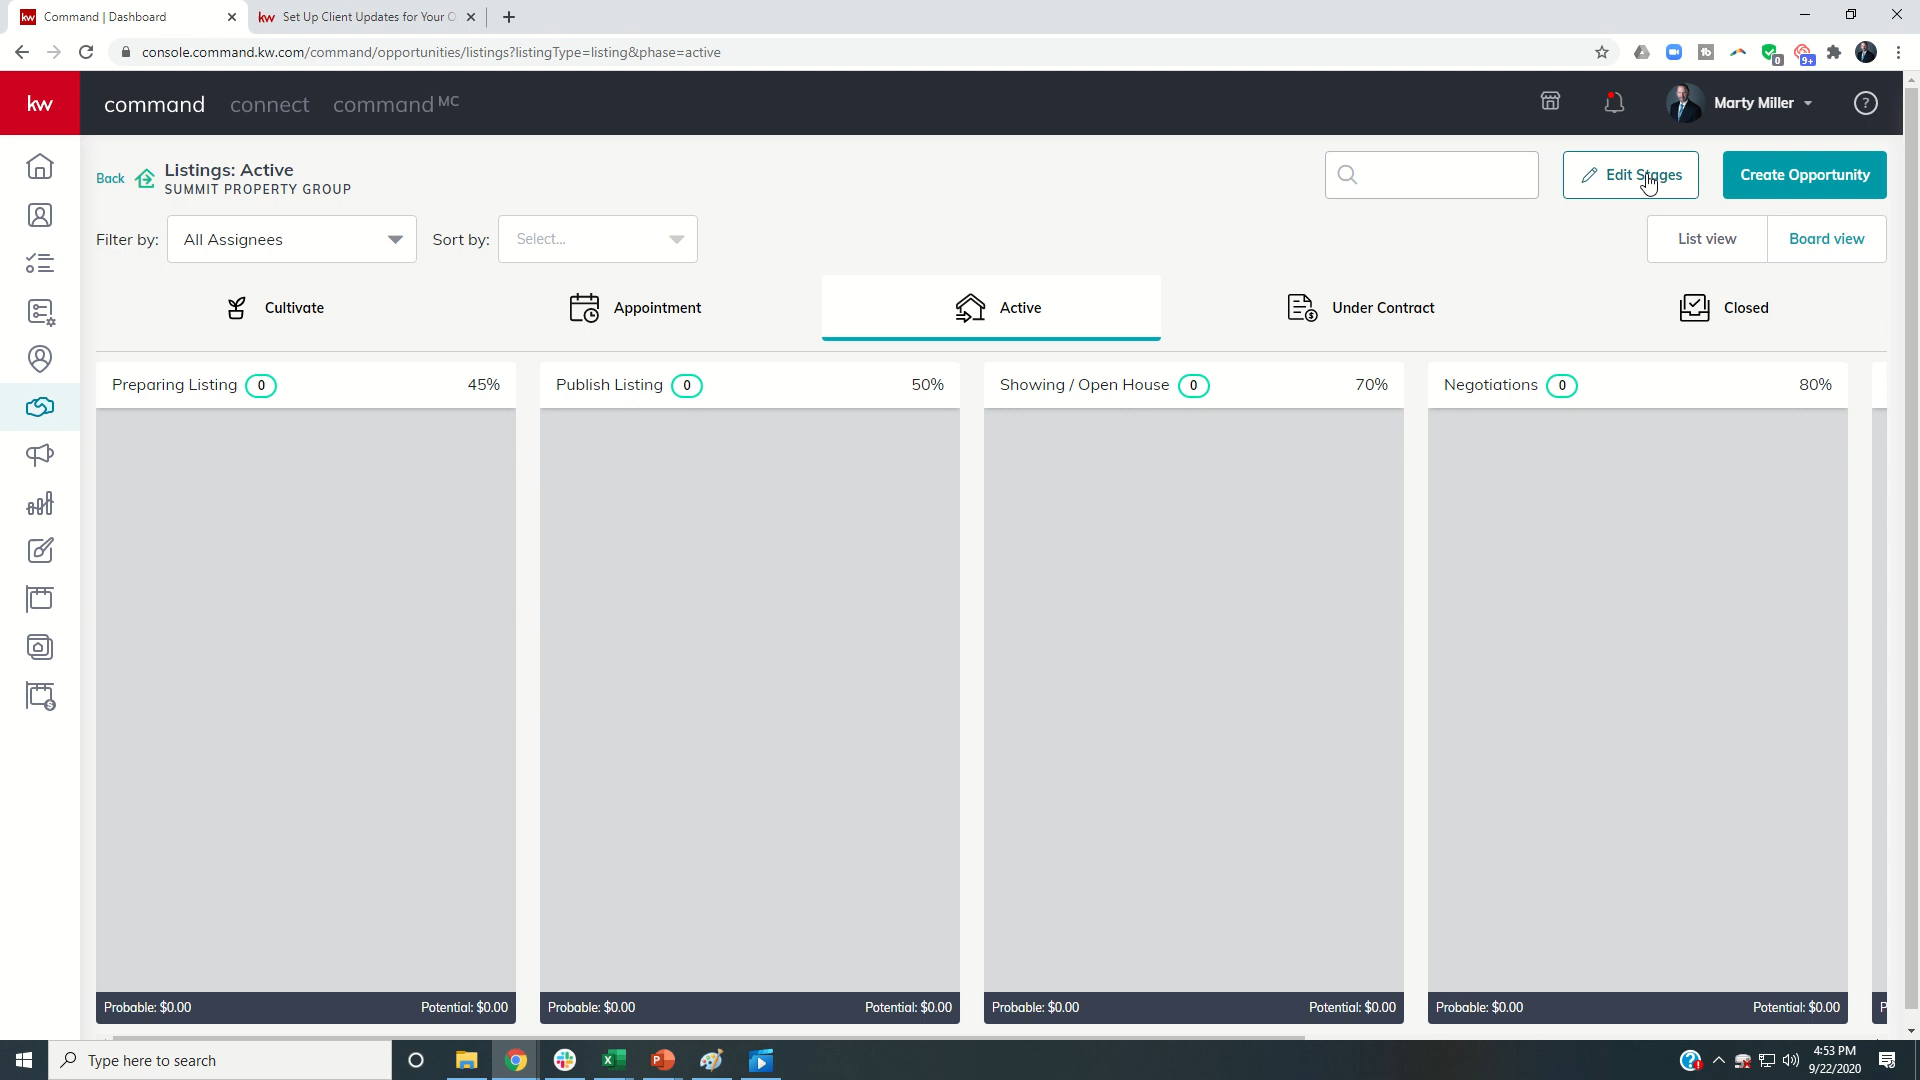 kw Command | Dashboard
kw Set Up Client Updates for Your O
console.command.kw.com/command/opportunities/listings?listingType=listing&phase=active
0
9+
kw
command connect command MC
Marty Miller
?
Back
Listings: Active
SUMMIT PROPERTY GROUP
Edit Stages
Create Opportunity
Filter by: All Assignees
Sort by: Select...
List view
Board view
Cultivate
Appointment
Active
Under Contract
Closed
Preparing Listing 0 45%
Publish Listing 0 50%
Showing / Open House 0 70%
Negotiations 0 80%
Probable: $0.00 Potential: $0.00
Probable: $0.00 Potential: $0.00
Probable: $0.00 Potential: $0.00
Probable: $0.00 Potential: $0.00
P
Type here to search
4:53 PM
9/22/2020